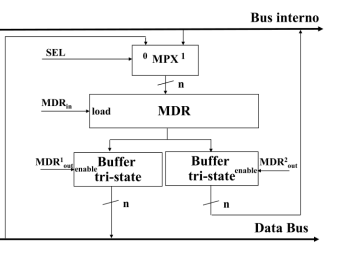 Bus interno
SEL
0 MPX 1
n
MDRin
load
MDR
MDR1out
enable
Buffer
tri-state
Buffer
tri-state
enable
MDR2out
n
n
Data Bus